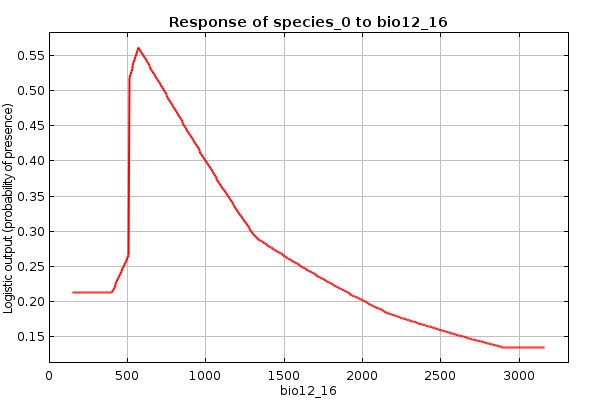 Response of species_0 to bio12_16
Logistic output (probability of presence)
0.55
0.50
0.45
0.40
0.35
0.30
0.25
0.20
0.15
0 500 1000 1500 2000 2500 3000
bio12_16